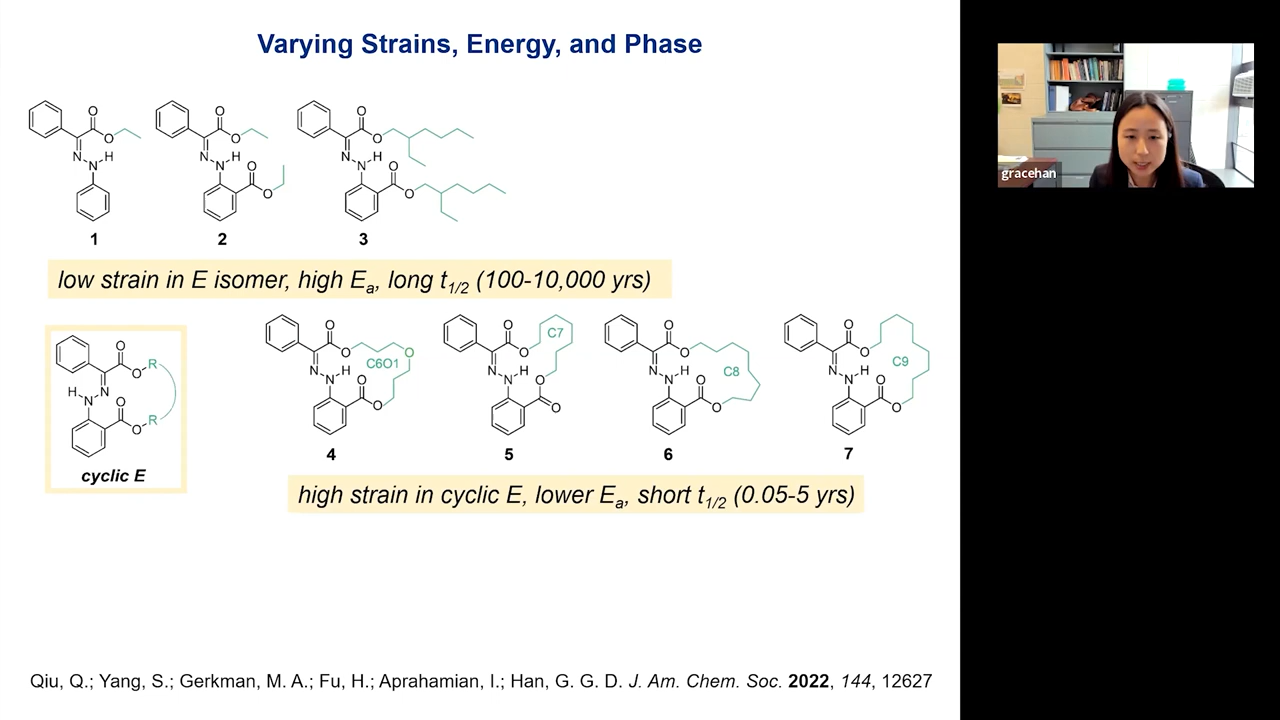 Varying Strains, Energy, and Phase
gracehan
O O N N H
1
O O N N H O O
2
O O N N H O O
3
low strain in E isomer, high Ea, long t1/2 (100-10,000 yrs)
O O R H N N O O R
cyclic E
O O O C6O1 N N H O O
4
O O C7 N N H O O
5
O O C8 N N H O O
6
O O C9 N N H O O
7
high strain in cyclic E, lower Ea, short t1/2 (0.05-5 yrs)
Qiu, Q.; Yang, S.; Gerkman, M. A.; Fu, H.; Aprahamian, I.; Han, G. G. D. J. Am. Chem. Soc. 2022, 144, 12627